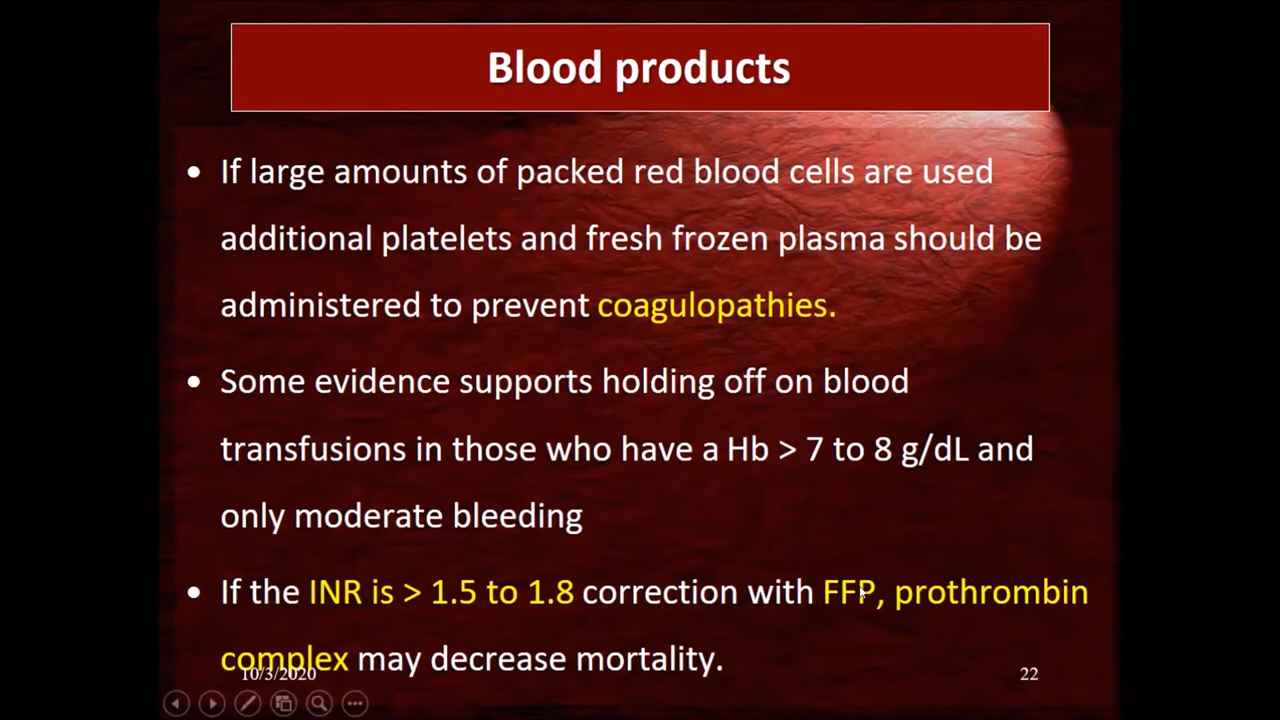 Blood products
• If large amounts of packed red blood cells are used
additional platelets and fresh frozen plasma should be
administered to prevent coagulopathies.
• Some evidence supports holding off on blood
transfusions in those who have a Hb > 7 to 8 g/dL and
only moderate bleeding
• If the INR is > 1.5 to 1.8 correction with FFP, prothrombin
complex may decrease mortality.
10/3/2020
22